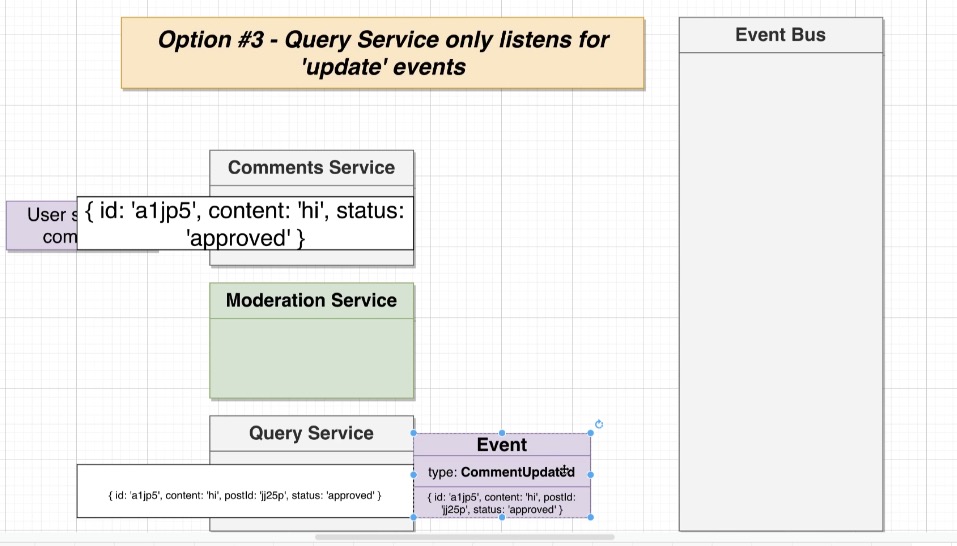 Option #3 - Query Service only listens for
'update' events
Event Bus
Comments Service
User
com
{ id: 'a1jp5', content: 'hi', status:
'approved' }
Moderation Service
Query Service
{ id: 'a1jp5', content: 'hi', postId: 'jj25p', status: 'approved' }
Event
type: CommentUpdated
{ id: 'a1jp5', content: 'hi', postId:
'jj25p', status: 'approved' }